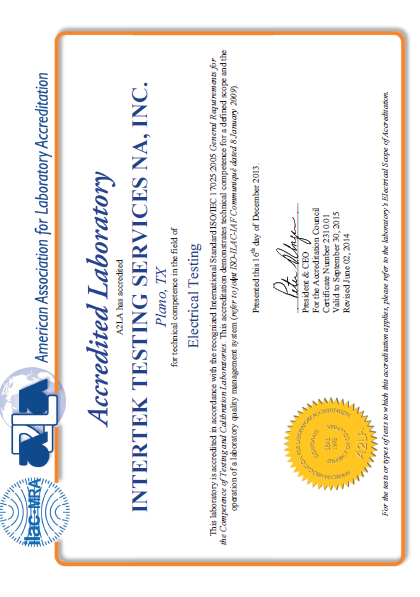 ilac-MRA
A2LA
American Association for Laboratory Accreditation
Accredited Laboratory
A2LA has accredited
INTERTEK TESTING SERVICES NA, INC.
Plano, TX
for technical competence in the field of
Electrical Testing
This laboratory is accredited in accordance with the recognized International Standard ISO/IEC 17025:2005 General Requirements for
the Competence of Testing and Calibration Laboratories. This accreditation demonstrates technical competence for a defined scope and the
operation of a laboratory quality management system (refer to joint ISO-ILAC-IAF Communiqué dated 8 January 2009).
Presented this 16th day of December 2013.
President & CEO
For the Accreditation Council
Certificate Number 2310.01
Valid to September 30, 2015
Revised June 02, 2014
A2LA
For the tests or types of tests to which this accreditation applies, please refer to the laboratory's Electrical Scope of Accreditation.